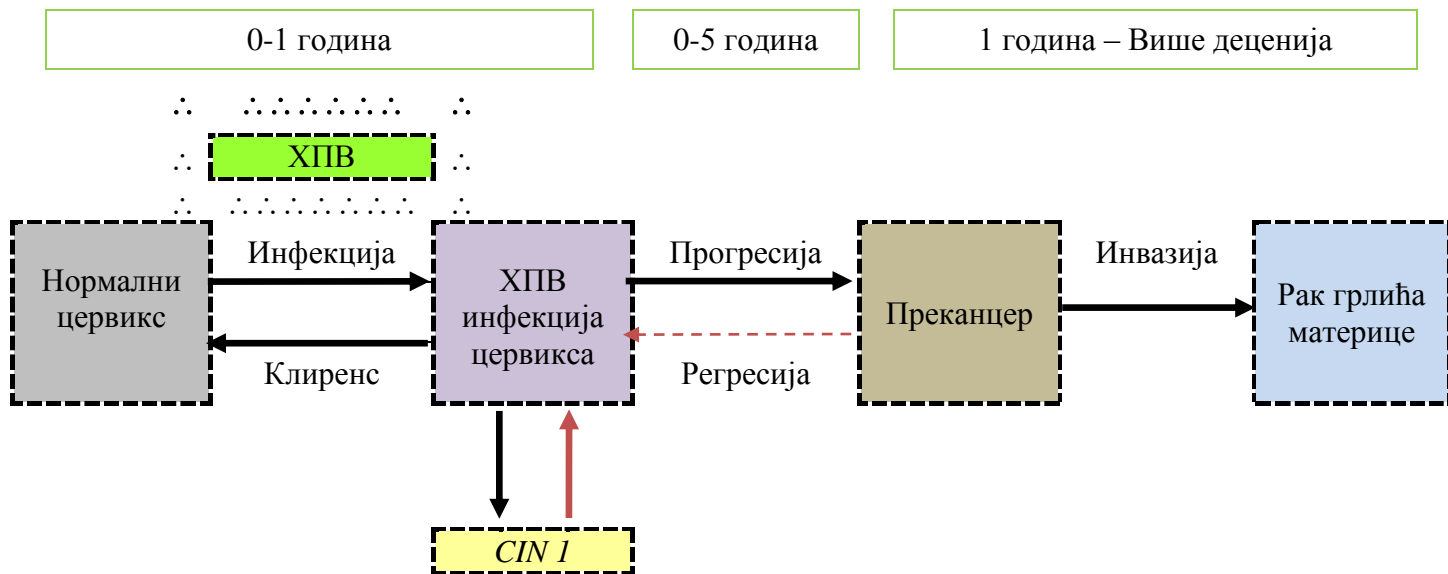 0-1 година
0-5 година
1 година – Више деценија
ХПВ
Инфекција
Прогресија
Инвазија
Нормални
цервикс
ХПВ
инфекција
цервикса
Преканцер
Рак грлића
материце
Клиренс
Регресија
CIN 1